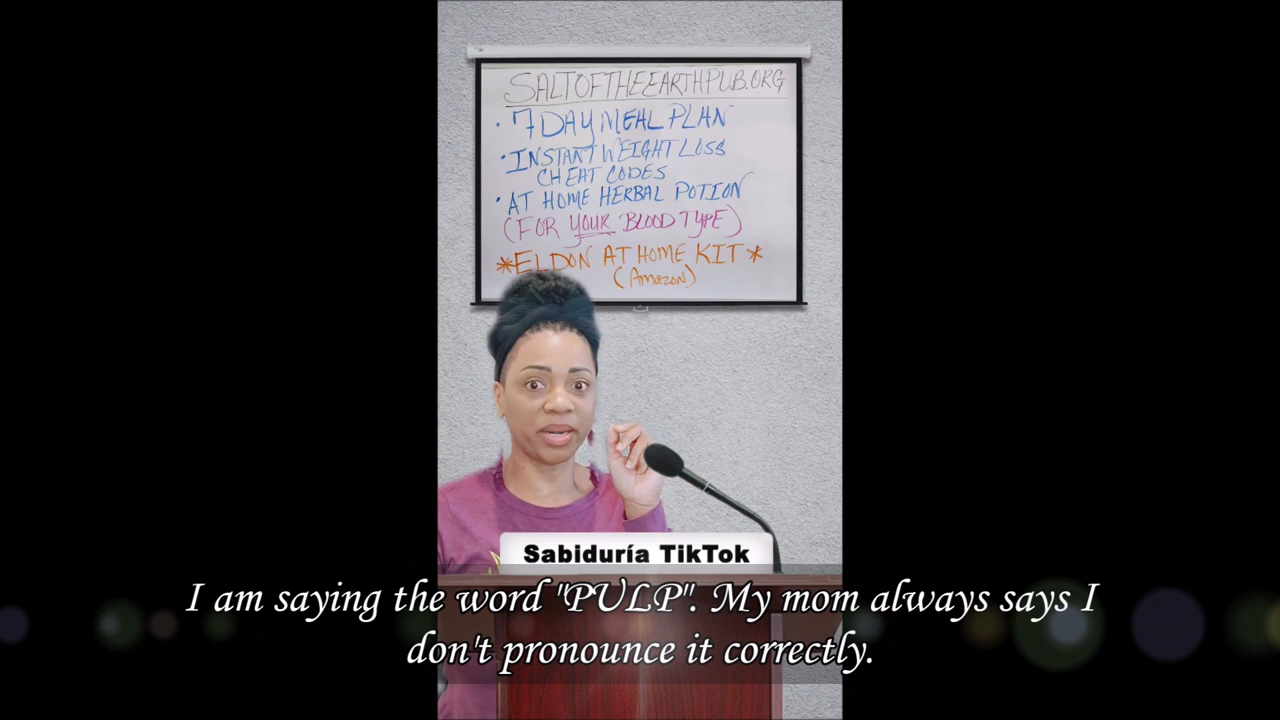 SALTOFTHEEARTHPUB.ORG
• 7 DAY MEAL PLAN
• INSTANT WEIGHT LOSS
CHEAT CODES
• AT HOME HERBAL POTION
(FOR YOUR BLOOD TYPE)
*ELDON AT HOME KIT*
(Amazon)
Sabiduría TikTok
I am saying the word "PULP". My mom always says I
don't pronounce it correctly.